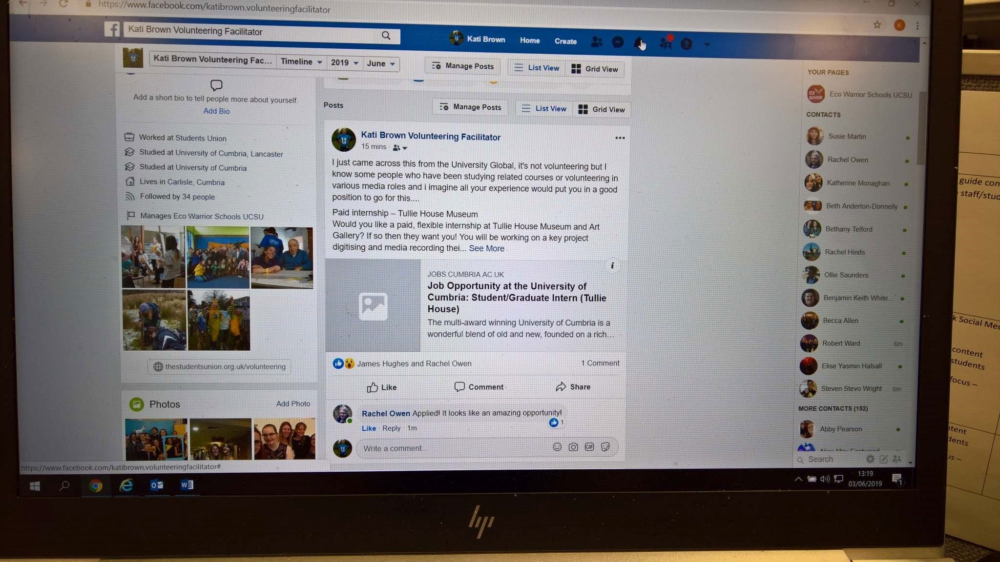 https://www.facebook.com/katibrown.volunteeringfacilitator
K
Kati Brown Volunteering Facilitator
Kati Brown
Home
Create
Kati Brown Volunteering Fac...
Timeline
2019
June
Manage Posts
List View
Grid View
Add a short bio to tell people more about yourself.
Add Bio
Worked at Students Union
Studied at University of Cumbria, Lancaster
Studied at University of Cumbria
Lives in Carlisle, Cumbria
Followed by 34 people
Manages Eco Warrior Schools UCSU
UCSU
thestudentsunion.org.uk/volunteering
Photos
Add Photo
Posts
Manage Posts
List View
Grid View
Kati Brown Volunteering Facilitator
15 mins
I just came across this from the University Global, it's not volunteering but I
know some people who have been studying related courses or volunteering in
various media roles and i imagine all your experience would put you in a good
position to go for this....
Paid internship – Tullie House Museum
Would you like a paid, flexible internship at Tullie House Museum and Art
Gallery? If so then they want you! You will be working on a key project
digitising and media recording thei... See More
JOBS.CUMBRIA.AC.UK
Job Opportunity at the University of
Cumbria: Student/Graduate Intern (Tullie
House)
The multi-award winning University of Cumbria is a
wonderful blend of old and new, founded on a rich...
James Hughes and Rachel Owen
1 Comment
Like
Comment
Share
Rachel Owen Applied! It looks like an amazing opportunity!
1
Like · Reply · 1m
Write a comment...
GIF
YOUR PAGES
ECO WARRIOR
Eco Warrior Schools UCSU
CONTACTS
Susie Martin
Rachel Owen
Katherine Monaghan
Beth Anderton-Donnelly
Bethany Telford
Rachel Hinds
Ollie Saunders
Benjamin Keith White...
Becca Allen
Robert Ward 6m
Elise Yasmin Halsall
Steven Stevo Wright 6m
MORE CONTACTS (152)
Abby Pearson
Search
https://www.facebook.com/katibrown.volunteeringfacilitator#
13:19
03/06/2019
1
hp
guide con
staff/stud
k Social Med
content
students
focus –
tent
dents
us –